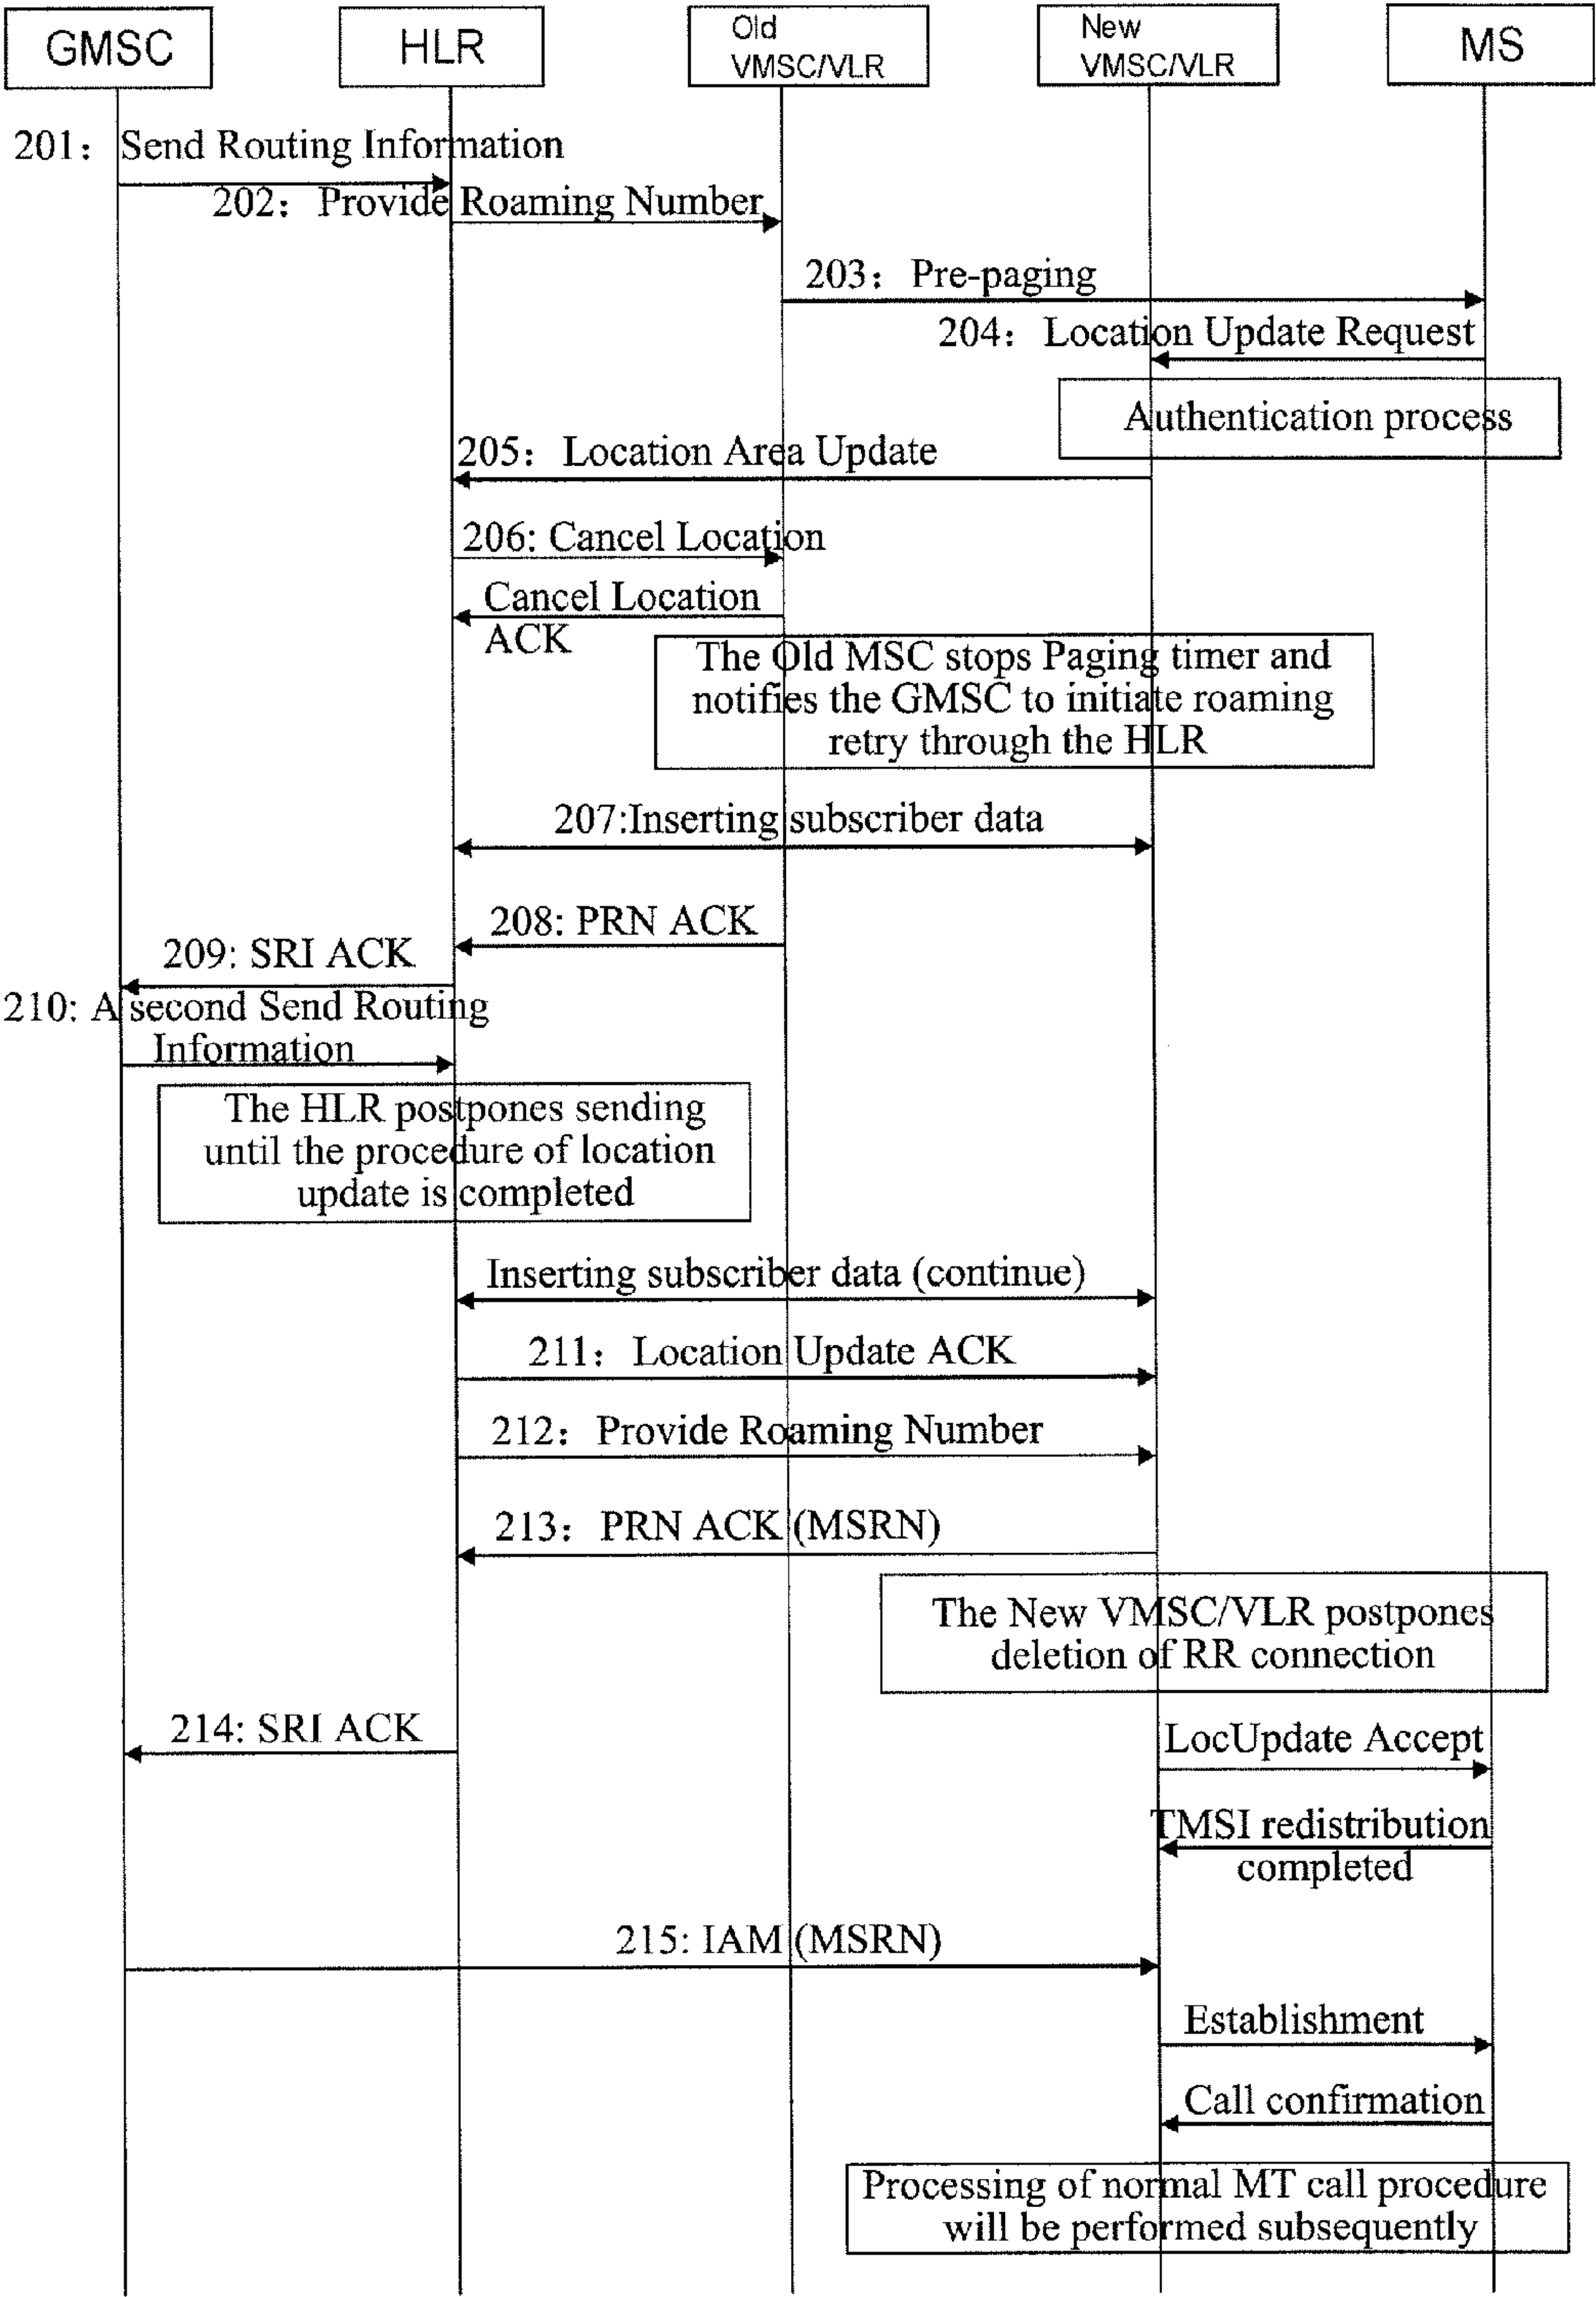 GMSC
HLR
Old
VMSC/VLR
New
VMSC/VLR
MS
201: Send Routing Information
202: Provide Roaming Number
203: Pre-paging
204: Location Update Request
Authentication process
205: Location Area Update
206: Cancel Location
Cancel Location
ACK
The Old MSC stops Paging timer and
notifies the GMSC to initiate roaming
retry through the HLR
207:Inserting subscriber data
208: PRN ACK
209: SRI ACK
210: A second Send Routing
Information
The HLR postpones sending
until the procedure of location
update is completed
Inserting subscriber data (continue)
211: Location Update ACK
212: Provide Roaming Number
213: PRN ACK (MSRN)
The New VMSC/VLR postpones
deletion of RR connection
214: SRI ACK
LocUpdate Accept
TMSI redistribution
completed
215: IAM (MSRN)
Establishment
Call confirmation
Processing of normal MT call procedure
will be performed subsequently